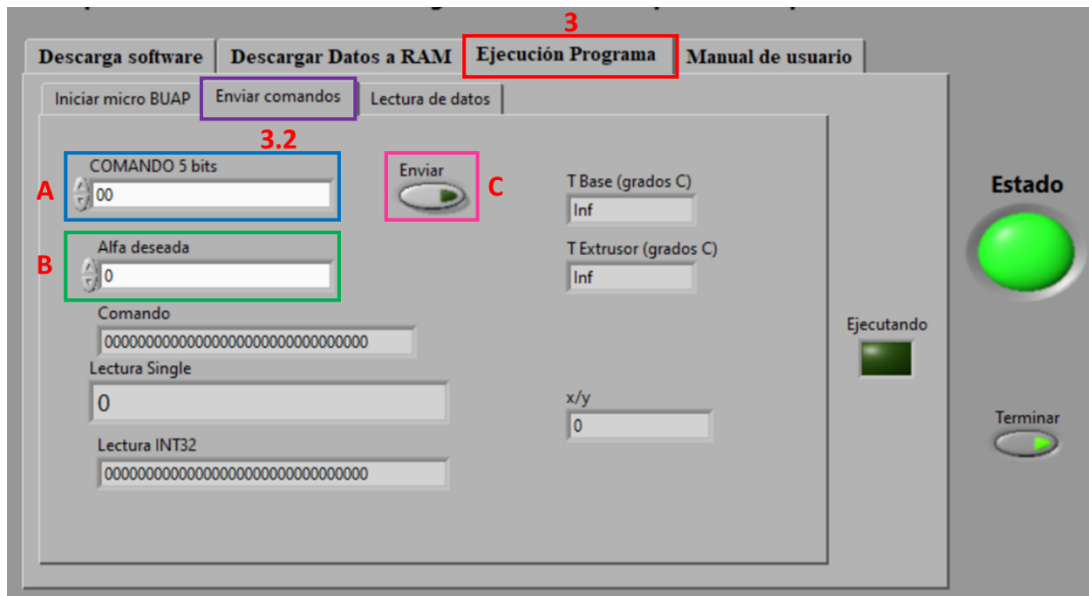 3
Descarga software
Descargar Datos a RAM
Ejecución Programa
Manual de usuario
Iniciar micro BUAP
Enviar comandos
Lectura de datos
3.2
A
COMANDO 5 bits
00
Enviar
C
T Base (grados C)
Inf
Estado
B
Alfa deseada
0
T Extrusor (grados C)
Inf
Comando
00000000000000000000000000000000
Ejecutando
Lectura Single
0
x/y
0
Lectura INT32
00000000000000000000000000000000
Terminar